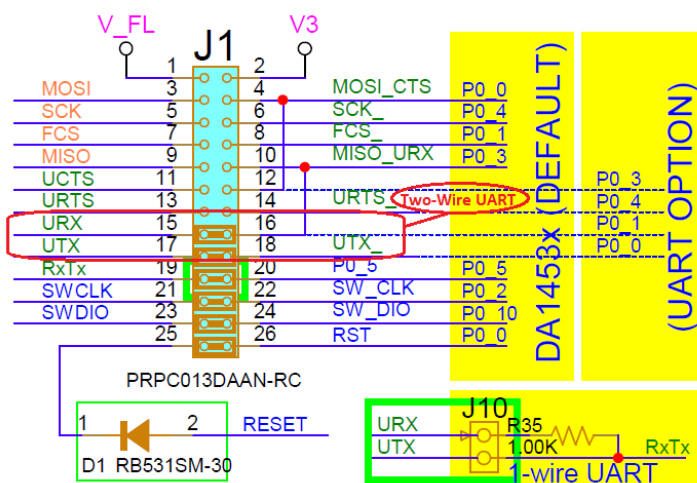 V_FL J1 V3
1 2
MOSI 3 4 MOSI_CTS P0_0
SCK 5 6 SCK_ P0_4
FCS 7 8 FCS_ P0_1
MISO 9 10 MISO_URX P0_3
UCTS 11 12 P0_3
URTS 13 14 URTS_ Two-Wire UART P0_4
URX 15 16 P0_1
UTX 17 18 UTX_ P0_0
RxTx 19 20 P0_5 P0_5
SWCLK 21 22 SW_CLK P0_2
SWDIO 23 24 SW_DIO P0_10
25 26 RST P0_0
DA1453x (DEFAULT)
(UART OPTION)
PRPC013DAAN-RC
1 2 RESET
D1 RB531SM-30
J10
URX R35
UTX 1.00K RxTx
1-wire UART